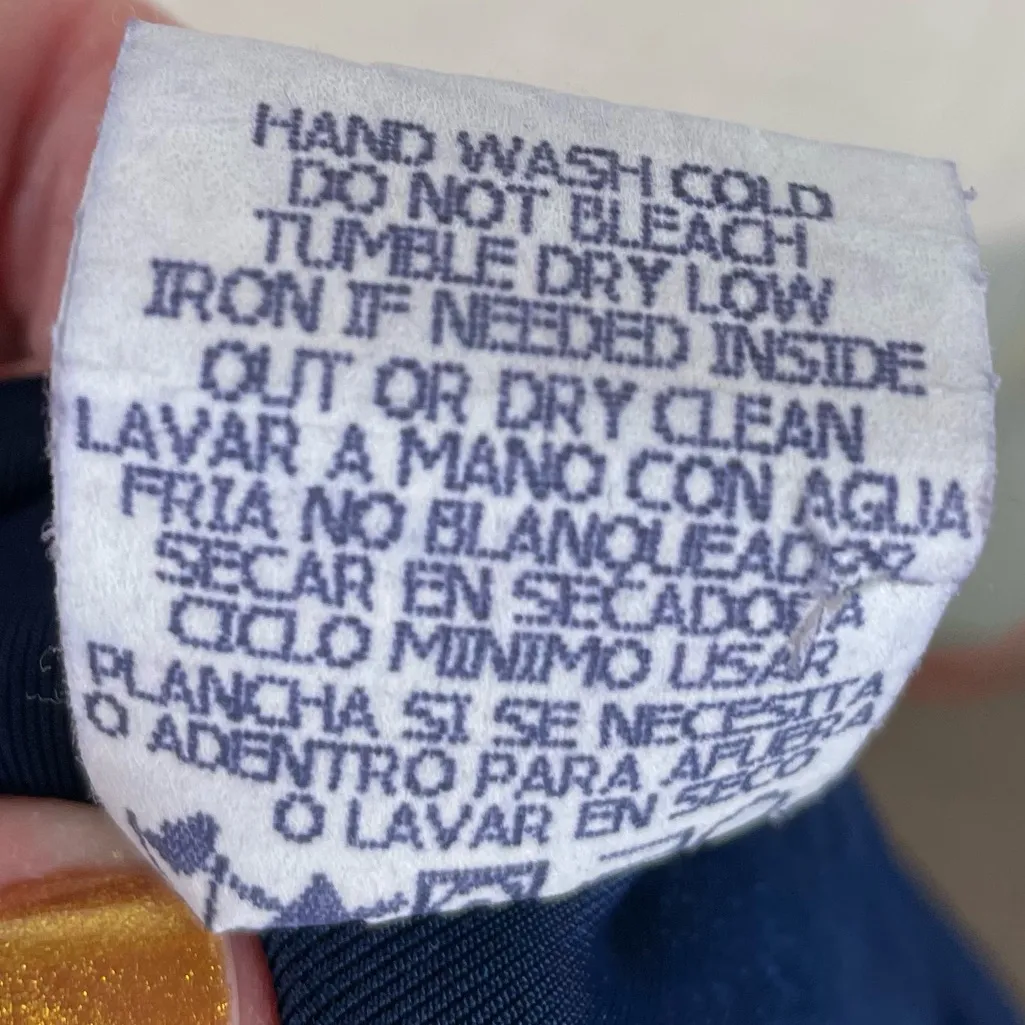 HAND WASH COLD
DO NOT BLEACH
TUMBLE DRY LOW
IRON IF NEEDED INSIDE
OUT OR DRY CLEAN
LAVAR A MANO CON AGUA
FRIA NO BLANQUEADOR
SECAR EN SECADORA
CICLO MINIMO USAR
PLANCHA SI SE NECESITA
O ADENTRO PARA AFUERA
O LAVAR EN SECO